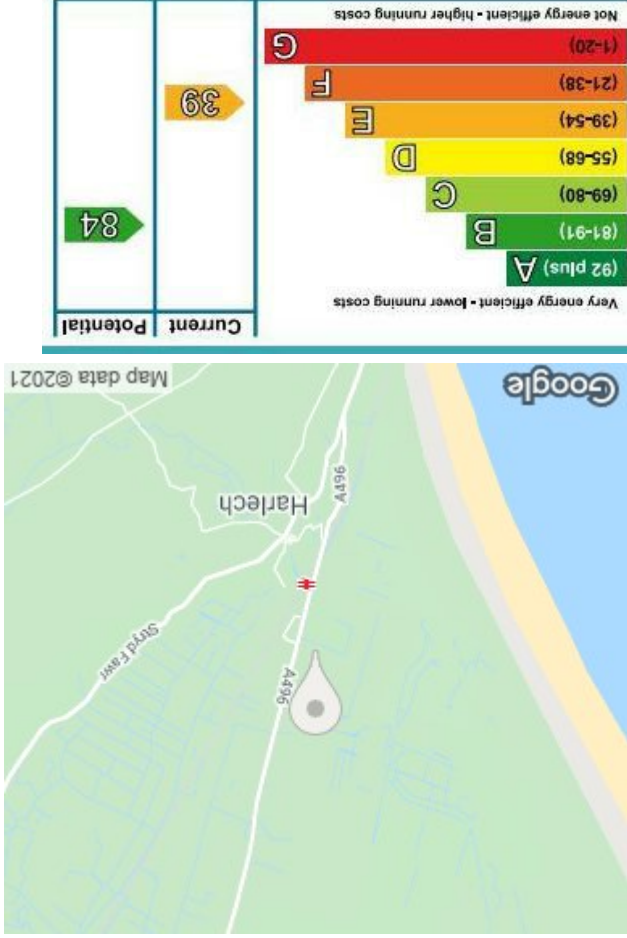 A496
Stryd Fawr
Harlech
A496
Google
Map data ©2021
Current
Potential
Very energy efficient - lower running costs
(92 plus) A
(81-91) B
84
(69-80) C
(55-68) D
(39-54) E
39
(21-38) F
(1-20) G
Not energy efficient - higher running costs